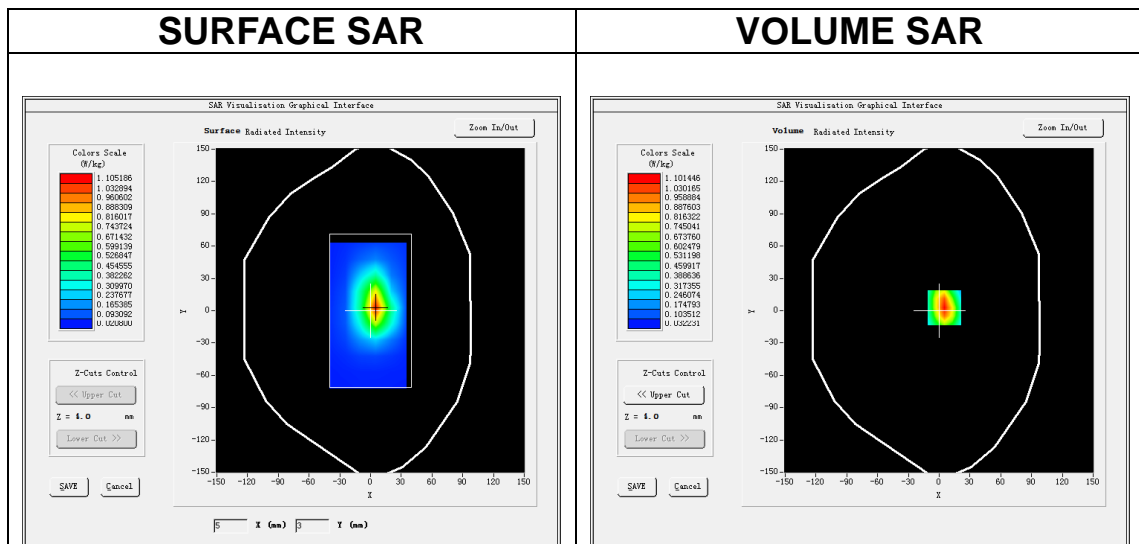 SURFACE SAR
SAR Visualisation Graphical Interface
Surface Radiated Intensity
Zoom In/Out
Colors Scale
(W/kg)
1.105186
1.032894
0.960602
0.888309
0.816017
0.743724
0.671432
0.599139
0.526847
0.454555
0.382262
0.309970
0.237677
0.165385
0.093092
0.020800
150
120
90
60
30
0
-30
-60
-90
-120
-150
Y
-150 -120 -90 -60 -30 0 30 60 90 120 150
X
Z-Cuts Control
<< Upper Cut
Z = 4.0 mm
Lower Cut >>
SAVE Cancel
5 X (mm) 3 Y (mm)
VOLUME SAR
SAR Visualisation Graphical Interface
Volume Radiated Intensity
Zoom In/Out
Colors Scale
(W/kg)
1.101446
1.030165
0.958884
0.887603
0.816322
0.745041
0.673760
0.602479
0.531198
0.459917
0.388636
0.317355
0.246074
0.174793
0.103512
0.032231
150
120
90
60
30
0
-30
-60
-90
-120
-150
Y
-150 -120 -90 -60 -30 0 30 60 90 120 150
X
Z-Cuts Control
<< Upper Cut
Z = 4.0 mm
Lower Cut >>
SAVE Cancel